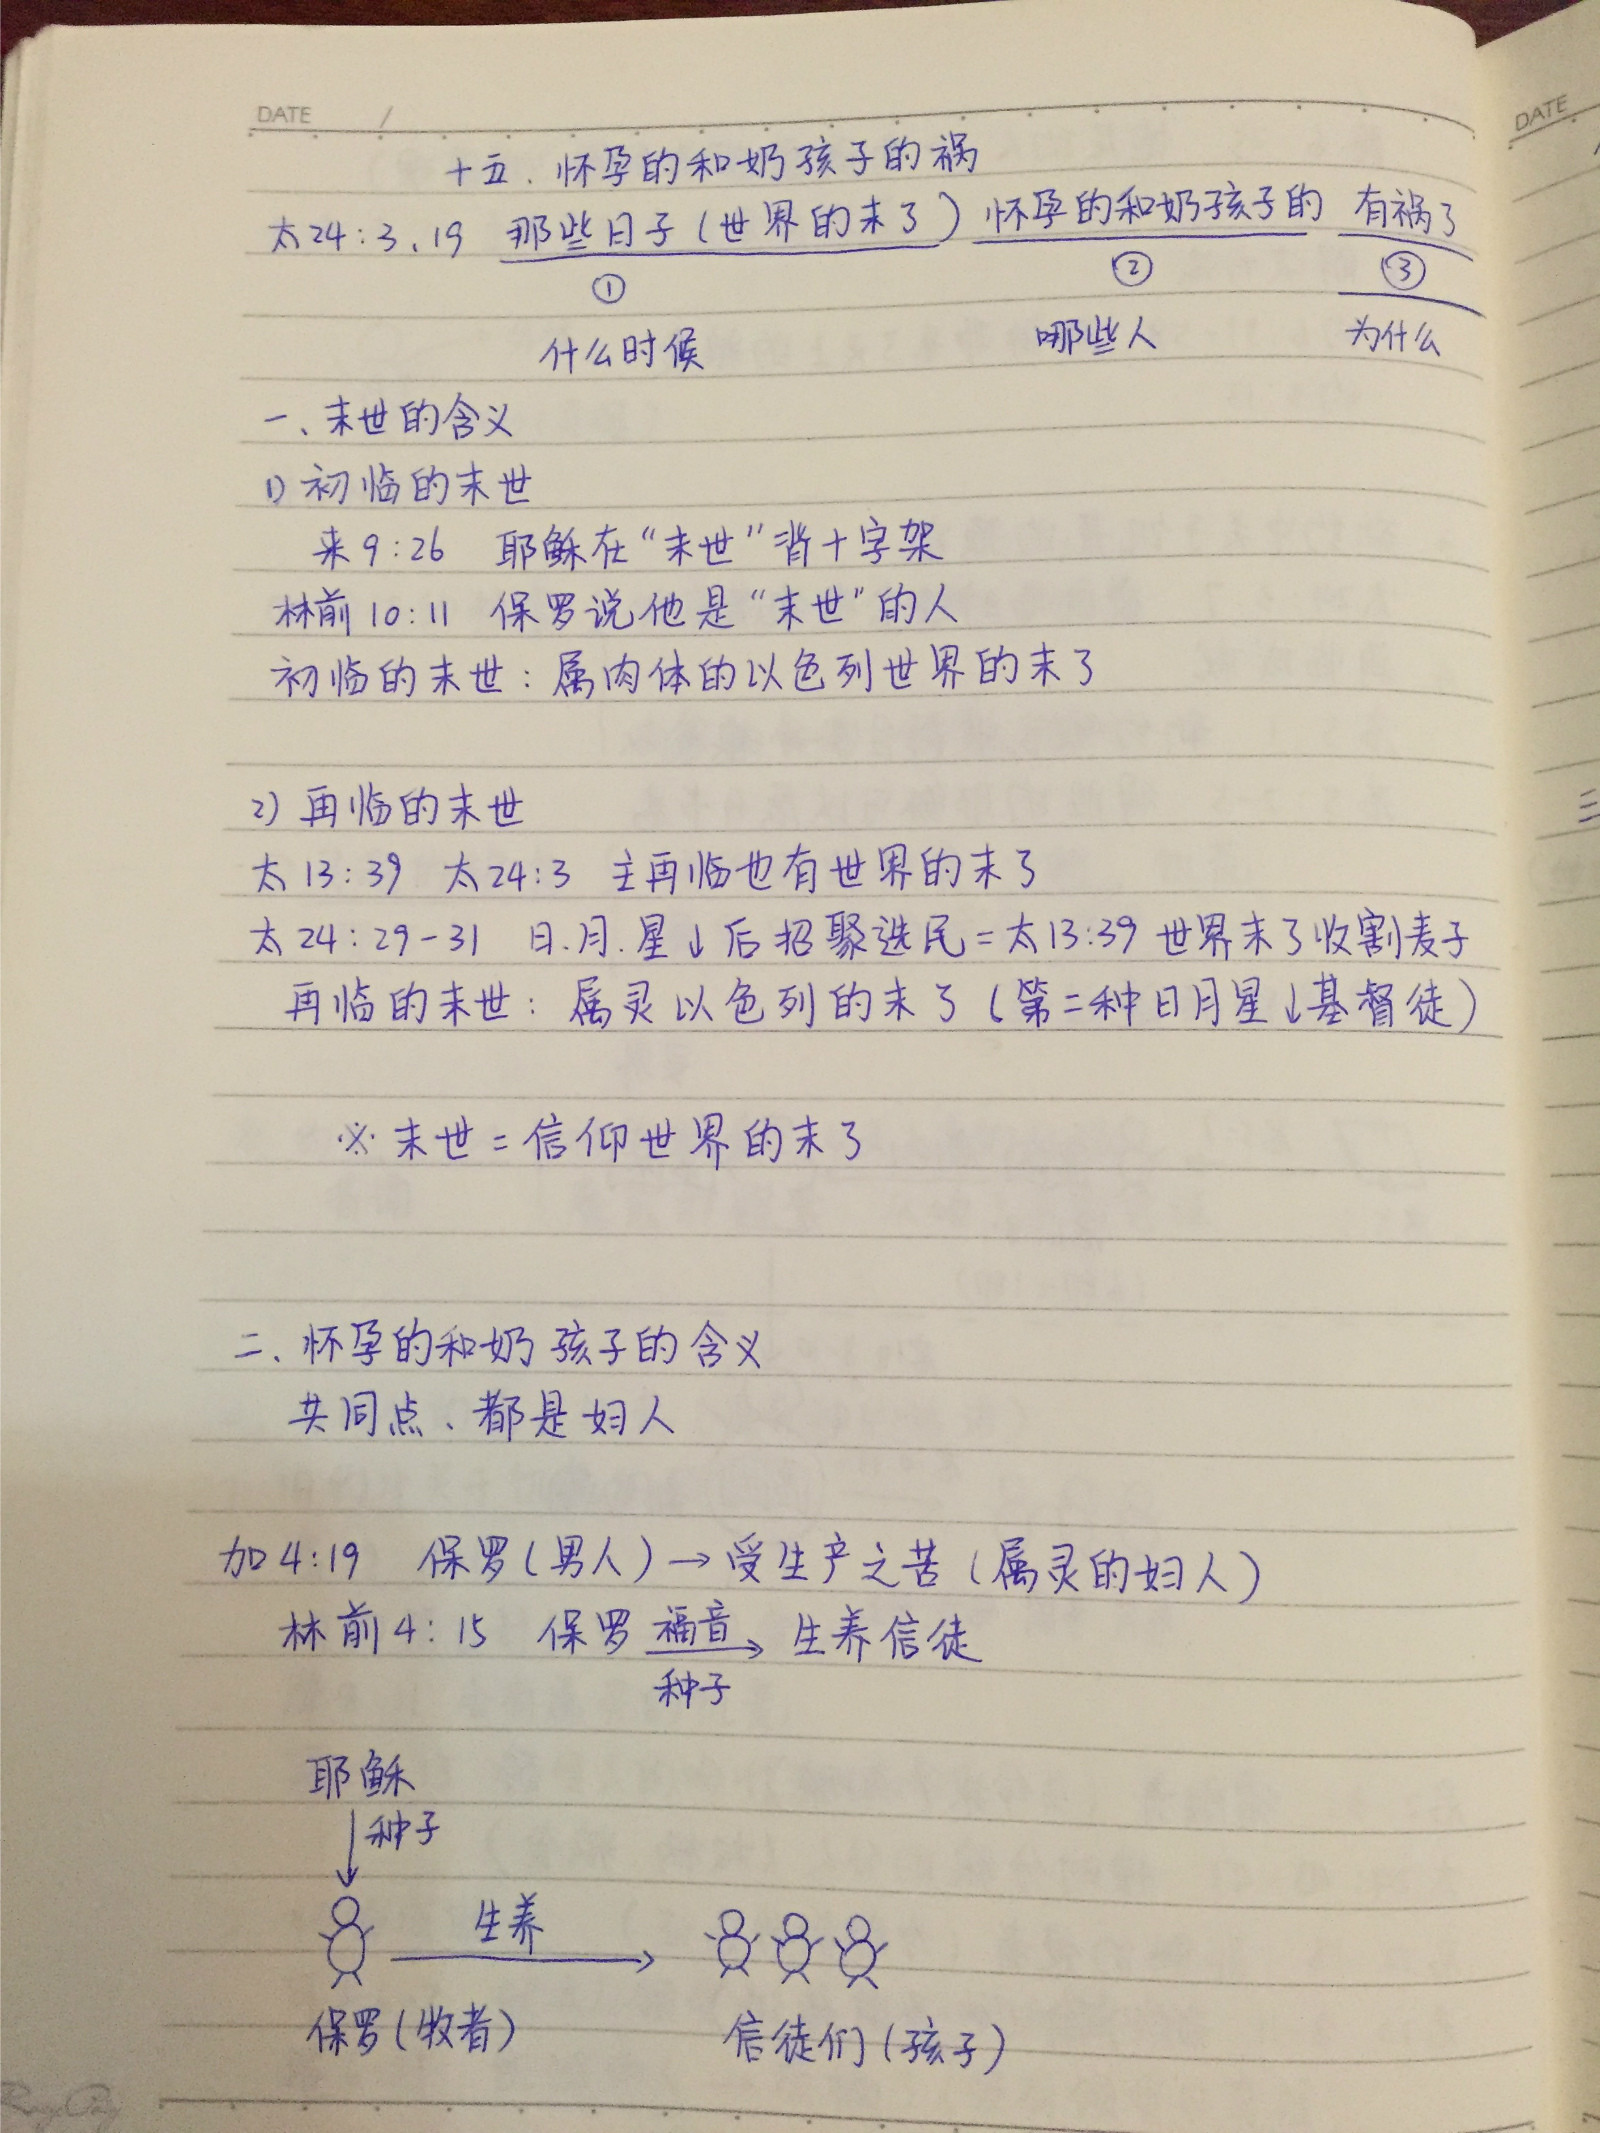 DATE /
DATE
十五、怀孕的和奶孩子的祸
太24:3、19 那些日子(世界的末了)怀孕的和奶孩子的 有祸了
① ② ③
什么时候 哪些人 为什么
一、末世的含义
1) 初临的末世
来9:26 耶稣在“末世”背十字架
林前10:11 保罗说他是“末世”的人
初临的末世:属肉体的以色列世界的末了
2) 再临的末世
太13:39 太24:3 主再临也有世界的末了
太24:29-31 日.月.星↓后招聚选民=太13:39 世界末了收割麦子
再临的末世:属灵以色列的末了(第二种日月星↓基督徒)
※末世=信仰世界的末了
二、怀孕的和奶孩子的含义
共同点、都是妇人
加4:19 保罗(男人)→受生产之苦(属灵的妇人)
林前4:15 保罗 福音→ 生养信徒
种子
耶稣
↓种子
生养
→
保罗(牧者) 信徒们(孩子)
三